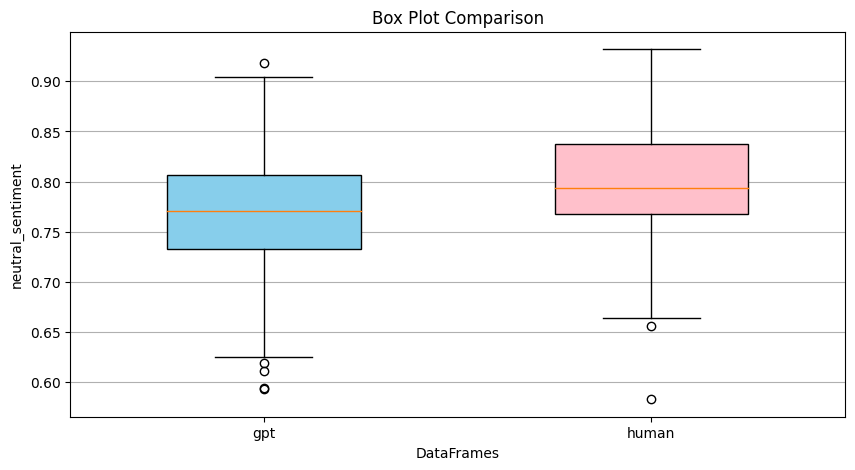 Box Plot Comparison
neutral_sentiment
0.90
0.85
0.80
0.75
0.70
0.65
0.60
gpt
human
DataFrames